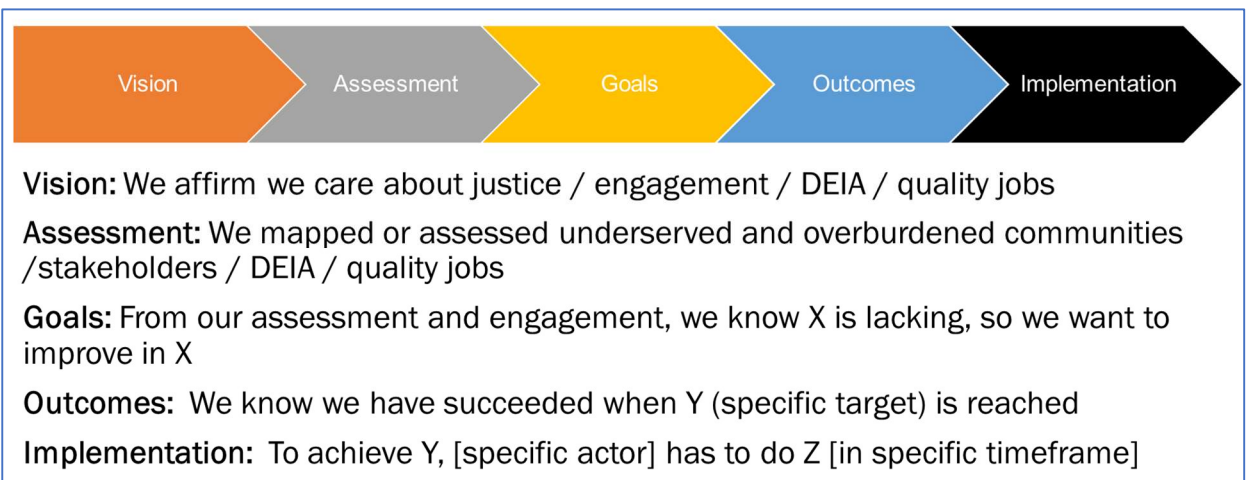 Vision
Assessment
Goals
Outcomes
Implementation
Vision: We affirm we care about justice / engagement / DEIA / quality jobs
Assessment: We mapped or assessed underserved and overburdened communities
/stakeholders / DEIA / quality jobs
Goals: From our assessment and engagement, we know X is lacking, so we want to
improve in X
Outcomes:  We know we have succeeded when Y (specific target) is reached
Implementation:  To achieve Y, [specific actor] has to do Z [in specific timeframe]